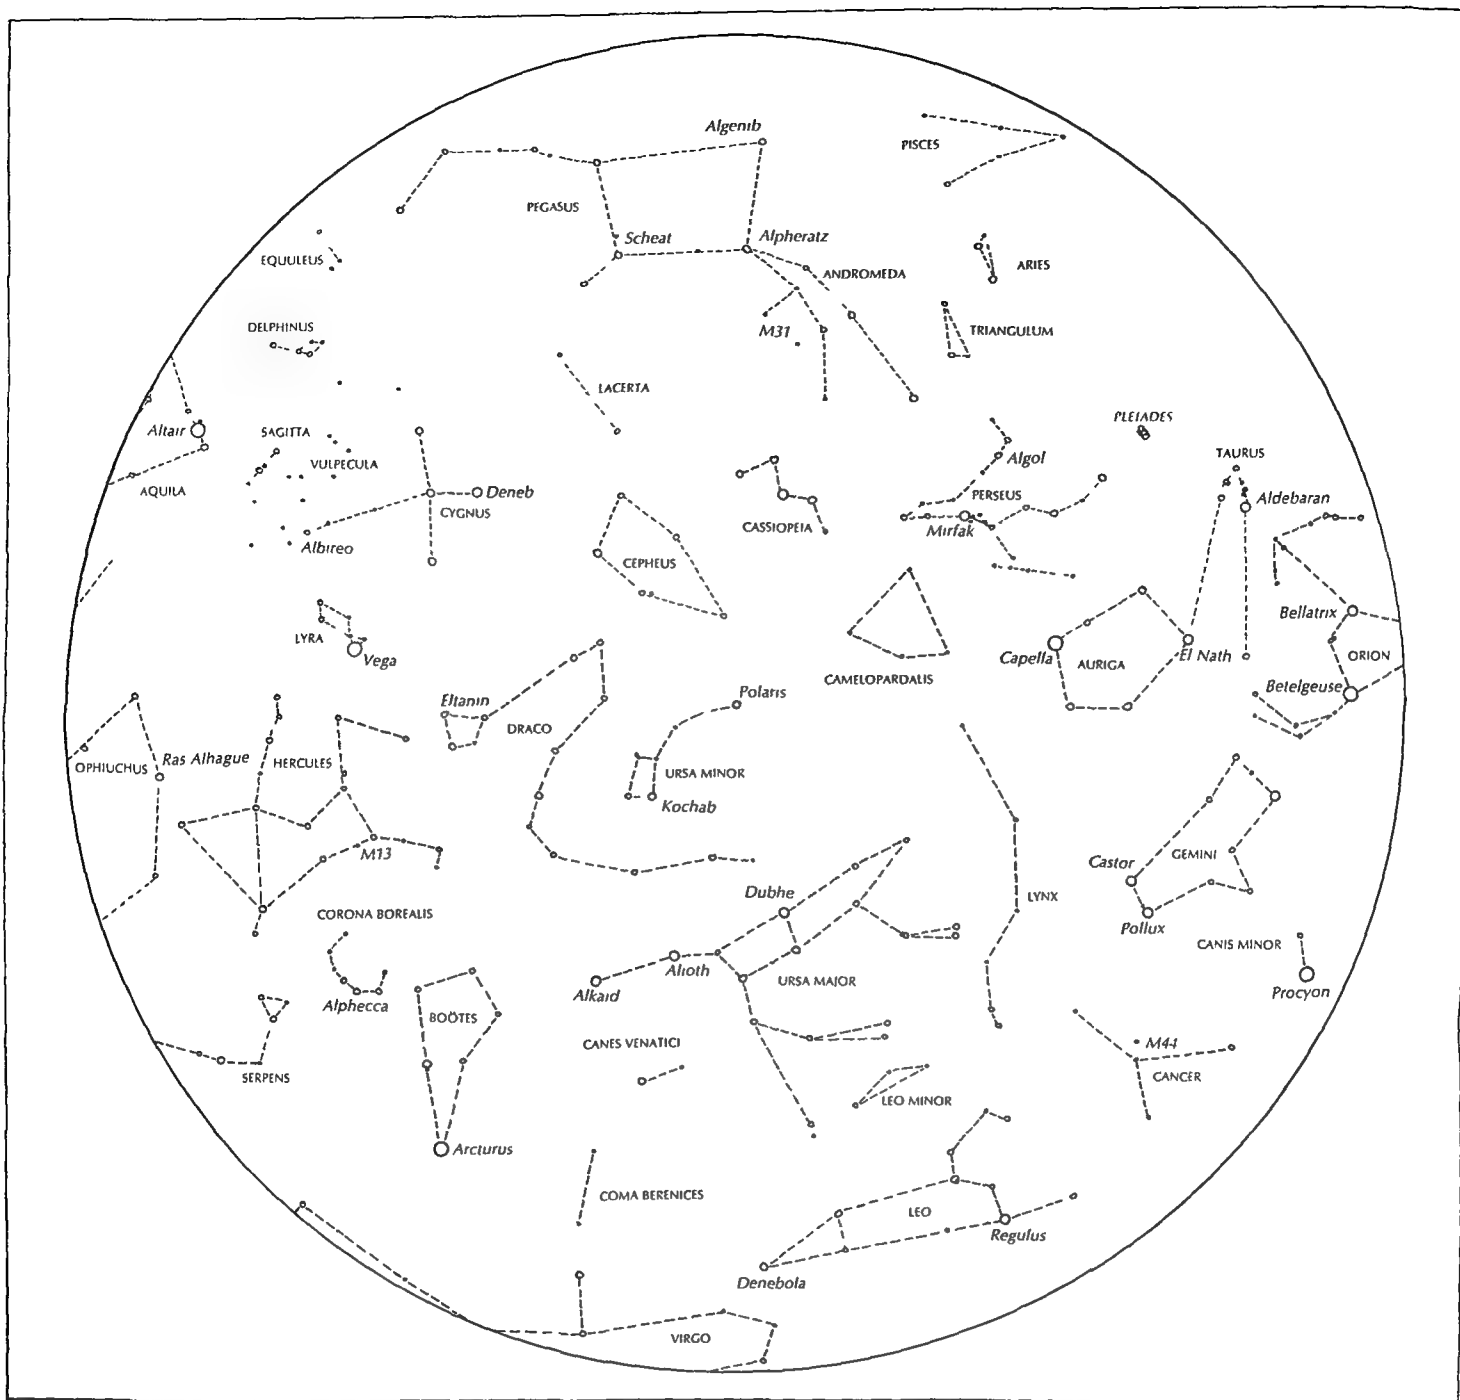 Algenib
PISCES
PEGASUS
Scheat
Alpheratz
EQUULEUS
ANDROMEDA
ARIES
DELPHINUS
M31
TRIANGULUM
LACERTA
PLEIADES
Altair
SAGITTA
Algol
TAURUS
VULPECULA
AQUILA
Deneb
PERSEUS
Aldebaran
CYGNUS
CASSIOPEIA
Mirfak
Albireo
CEPHEUS
Bellatrix
LYRA
Vega
Capella
AURIGA
El Nath
ORION
CAMELOPARDALIS
Eltanin
Polaris
Betelgeuse
DRACO
Ras Alhague
HERCULES
OPHIUCHUS
URSA MINOR
Kochab
M13
Castor
GEMINI
Dubhe
LYNX
CORONA BOREALIS
Pollux
CANIS MINOR
Alioth
URSA MAJOR
Alkaid
Procyon
Alphecca
BOÖTES
CANES VENATICI
M44
SERPENS
CANCER
LEO MINOR
Arcturus
COMA BERENICES
LEO
Regulus
Denebola
VIRGO